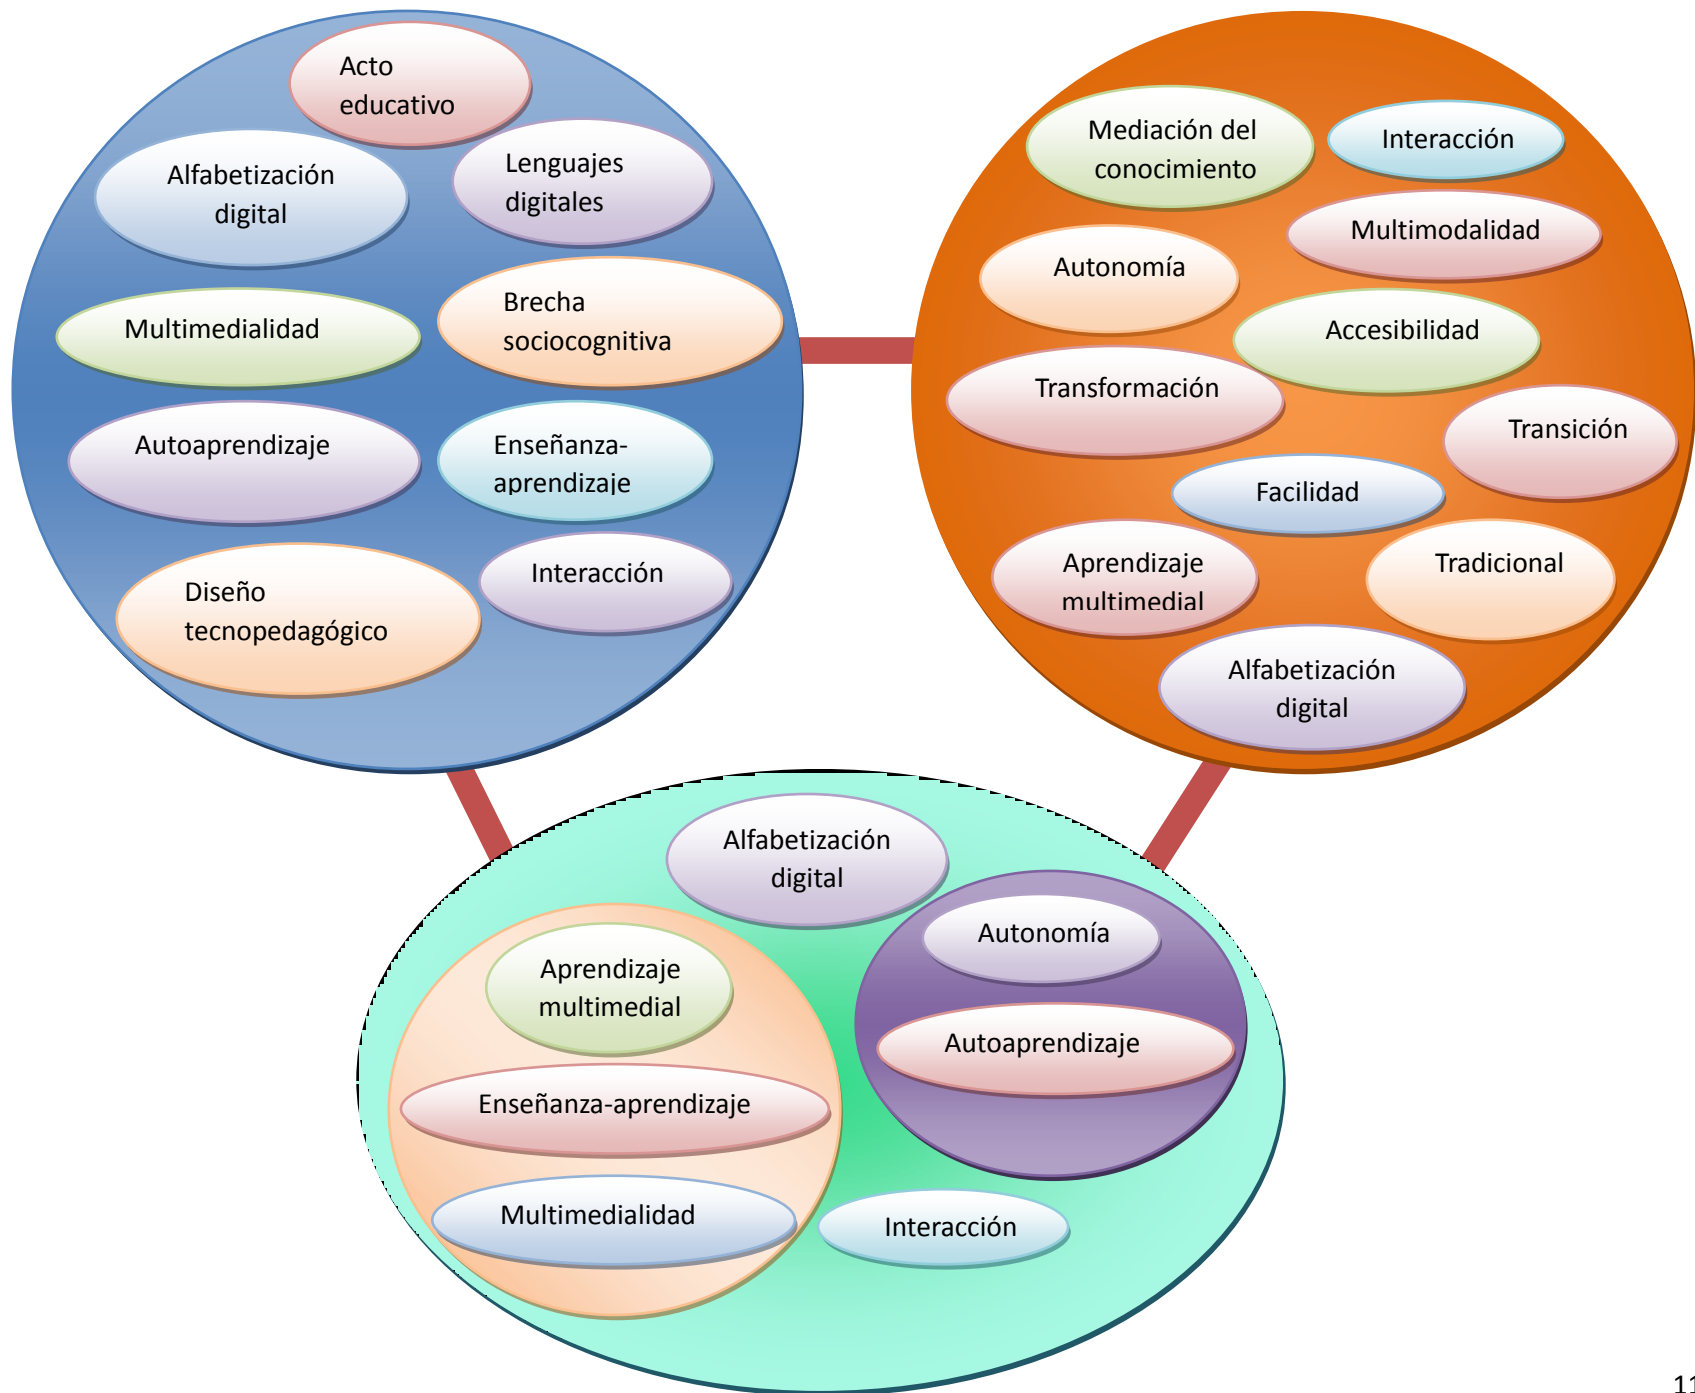 Acto
educativo
Alfabetización
digital
Lenguajes
digitales
Multimedialidad
Brecha
sociocognitiva
Autoaprendizaje
Enseñanza-
aprendizaje
Diseño
tecnopedagógico
Interacción
Mediación del
conocimiento
Interacción
Multimodalidad
Autonomía
Accesibilidad
Transformación
Transición
Facilidad
Aprendizaje
multimedial
Tradicional
Alfabetización
digital
Alfabetización
digital
Aprendizaje
multimedial
Enseñanza-aprendizaje
Multimedialidad
Autonomía
Autoaprendizaje
Interacción
11